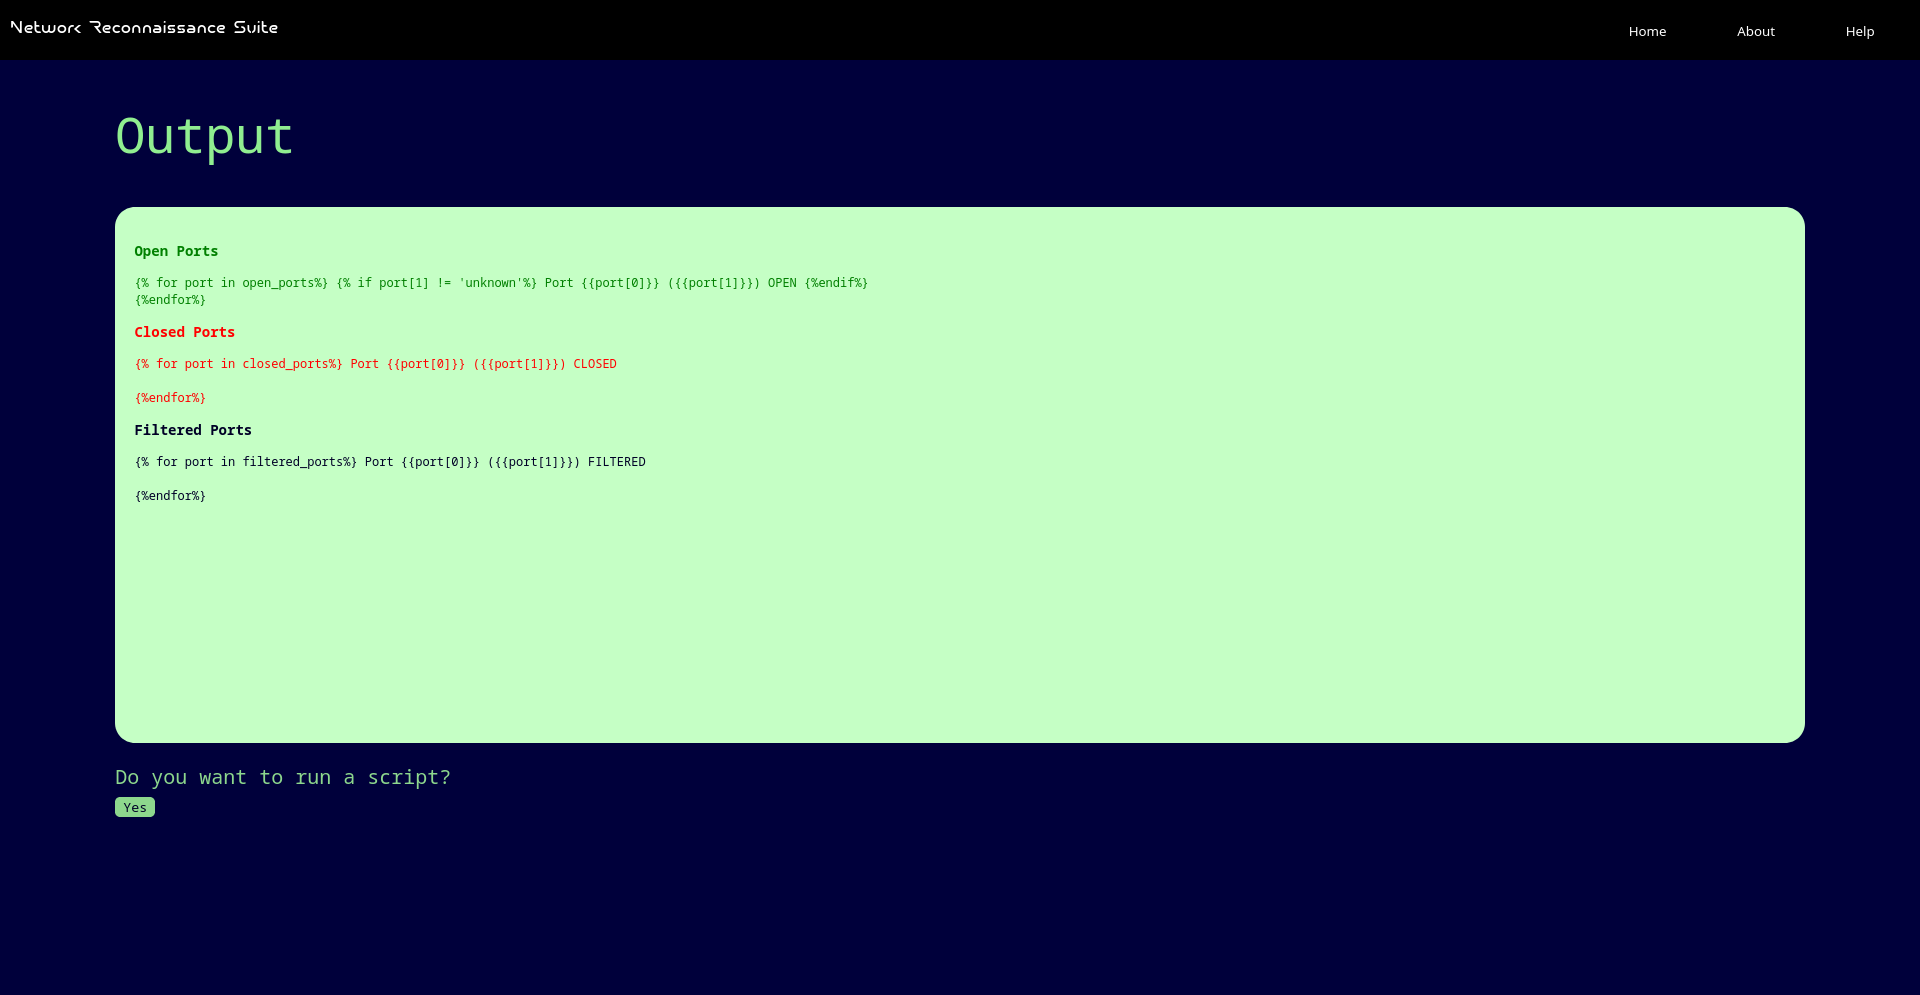 Network Reconnaissance Suite
Home About Help
Output
Open Ports
{% for port in open_ports%} {% if port[1] != 'unknown'%} Port {{port[0]}} ({{port[1]}}) OPEN {%endif%}
{%endfor%}
Closed Ports
{% for port in closed_ports%} Port {{port[0]}} ({{port[1]}}) CLOSED
{%endfor%}
Filtered Ports
{% for port in filtered_ports%} Port {{port[0]}} ({{port[1]}}) FILTERED
{%endfor%}
Do you want to run a script?
Yes